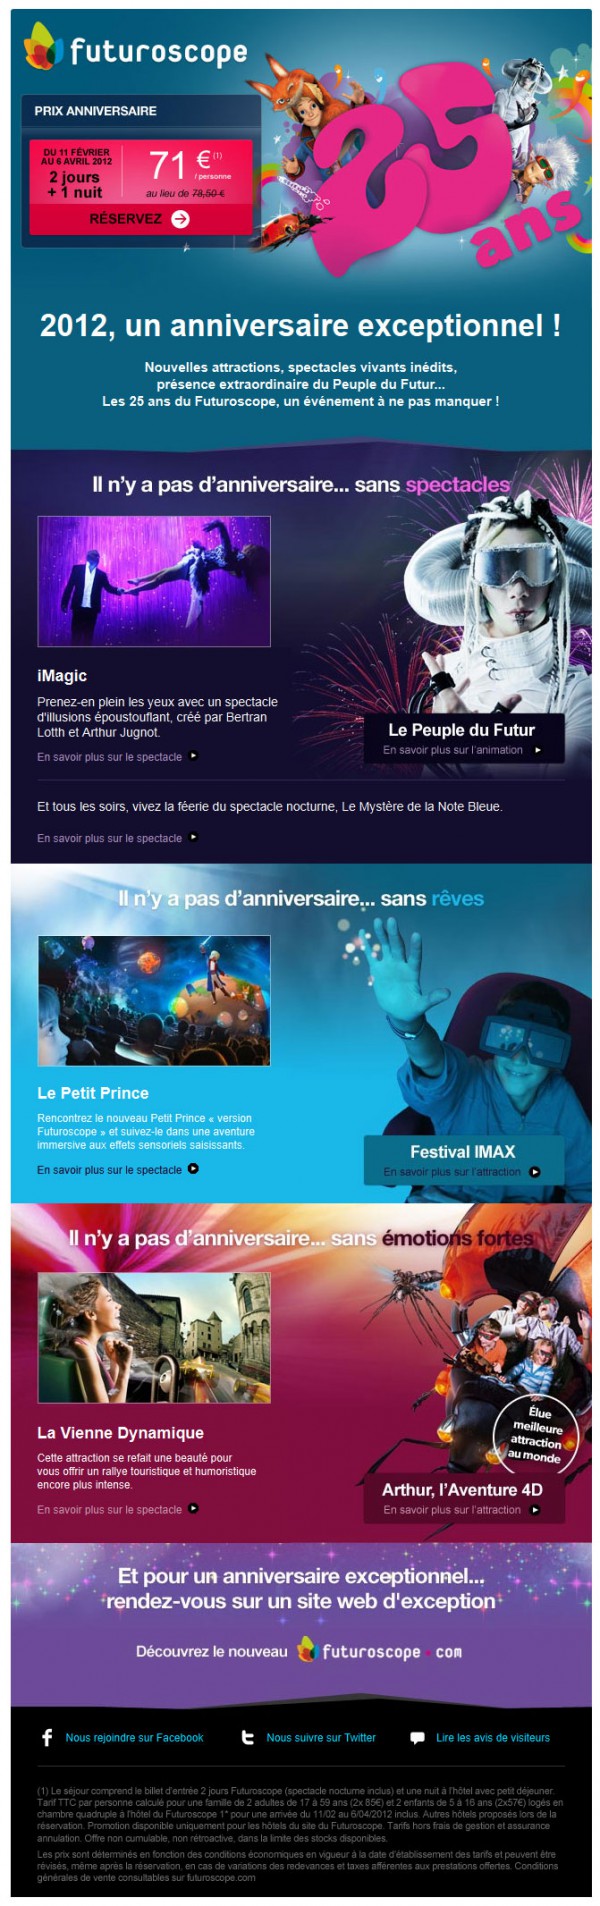 futuroscope
PRIX ANNIVERSAIRE
DU 11 FÉVRIER
AU 6 AVRIL 2012
2 jours
+ 1 nuit
71 € (1)
/ personne
au lieu de 78,50 €
RÉSERVEZ
25
ans
2012, un anniversaire exceptionnel !
Nouvelles attractions, spectacles vivants inédits,
présence extraordinaire du Peuple du Futur...
Les 25 ans du Futuroscope, un événement à ne pas manquer !
Il n'y a pas d'anniversaire... sans spectacles
iMagic
Prenez-en plein les yeux avec un spectacle
d'illusions époustouflant, créé par Bertran
Lotth et Arthur Jugnot.
En savoir plus sur le spectacle
Le Peuple du Futur
En savoir plus sur l'animation
Et tous les soirs, vivez la féerie du spectacle nocturne, Le Mystère de la Note Bleue.
En savoir plus sur le spectacle
Il n'y a pas d'anniversaire... sans rêves
Le Petit Prince
Rencontrez le nouveau Petit Prince « version
Futuroscope » et suivez-le dans une aventure
immersive aux effets sensoriels saisissants.
En savoir plus sur le spectacle
Festival IMAX
En savoir plus sur l'attraction
Il n'y a pas d'anniversaire... sans émotions fortes
La Vienne Dynamique
Cette attraction se refait une beauté pour
vous offrir un rallye touristique et humoristique
encore plus intense.
En savoir plus sur le spectacle
Élue
meilleure
attraction
au monde
Arthur, l'Aventure 4D
En savoir plus sur l'attraction
Et pour un anniversaire exceptionnel...
rendez-vous sur un site web d'exception
Découvrez le nouveau futuroscope.com
Nous rejoindre sur Facebook
Nous suivre sur Twitter
Lire les avis de visiteurs
(1) Le séjour comprend le billet d'entrée 2 jours Futuroscope (spectacle nocturne inclus) et une nuit à l'hôtel avec petit déjeuner.
Tarif TTC par personne calculé pour une famille de 2 adultes de 17 à 59 ans (2x 85€) et 2 enfants de 5 à 16 ans (2x57€) logés en
chambre quadruple à l'hôtel du Futuroscope 1* pour une arrivée du 11/02 au 6/04/2012 inclus. Autres hôtels proposés lors de la
réservation. Promotion disponible uniquement pour les hôtels du site du Futuroscope. Tarifs hors frais de gestion et assurance
annulation. Offre non cumulable, non rétroactive, dans la limite des stocks disponibles.
Les prix sont déterminés en fonction des conditions économiques en vigueur à la date d'établissement des tarifs et peuvent être
révisés, même après la réservation, en cas de variations des redevances et taxes afférentes aux prestations offertes. Conditions
générales de vente consultables sur futuroscope.com